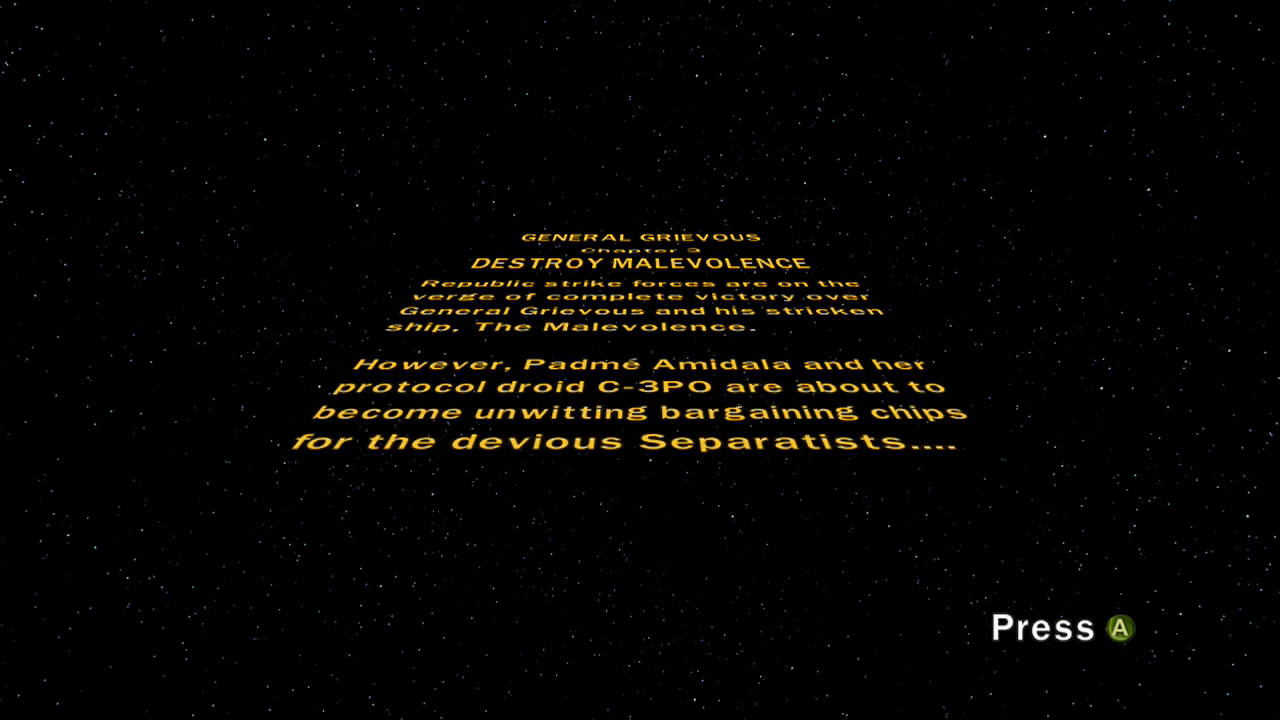 GENERAL GRIEVOUS
Chapter 3
DESTROY MALEVOLENCE
Republic strike forces are on the
verge of complete victory over
General Grievous and his stricken
ship, The Malevolence.
However, Padmé Amidala and her
protocol droid C-3PO are about to
become unwitting bargaining chips
for the devious Separatists....
Press A